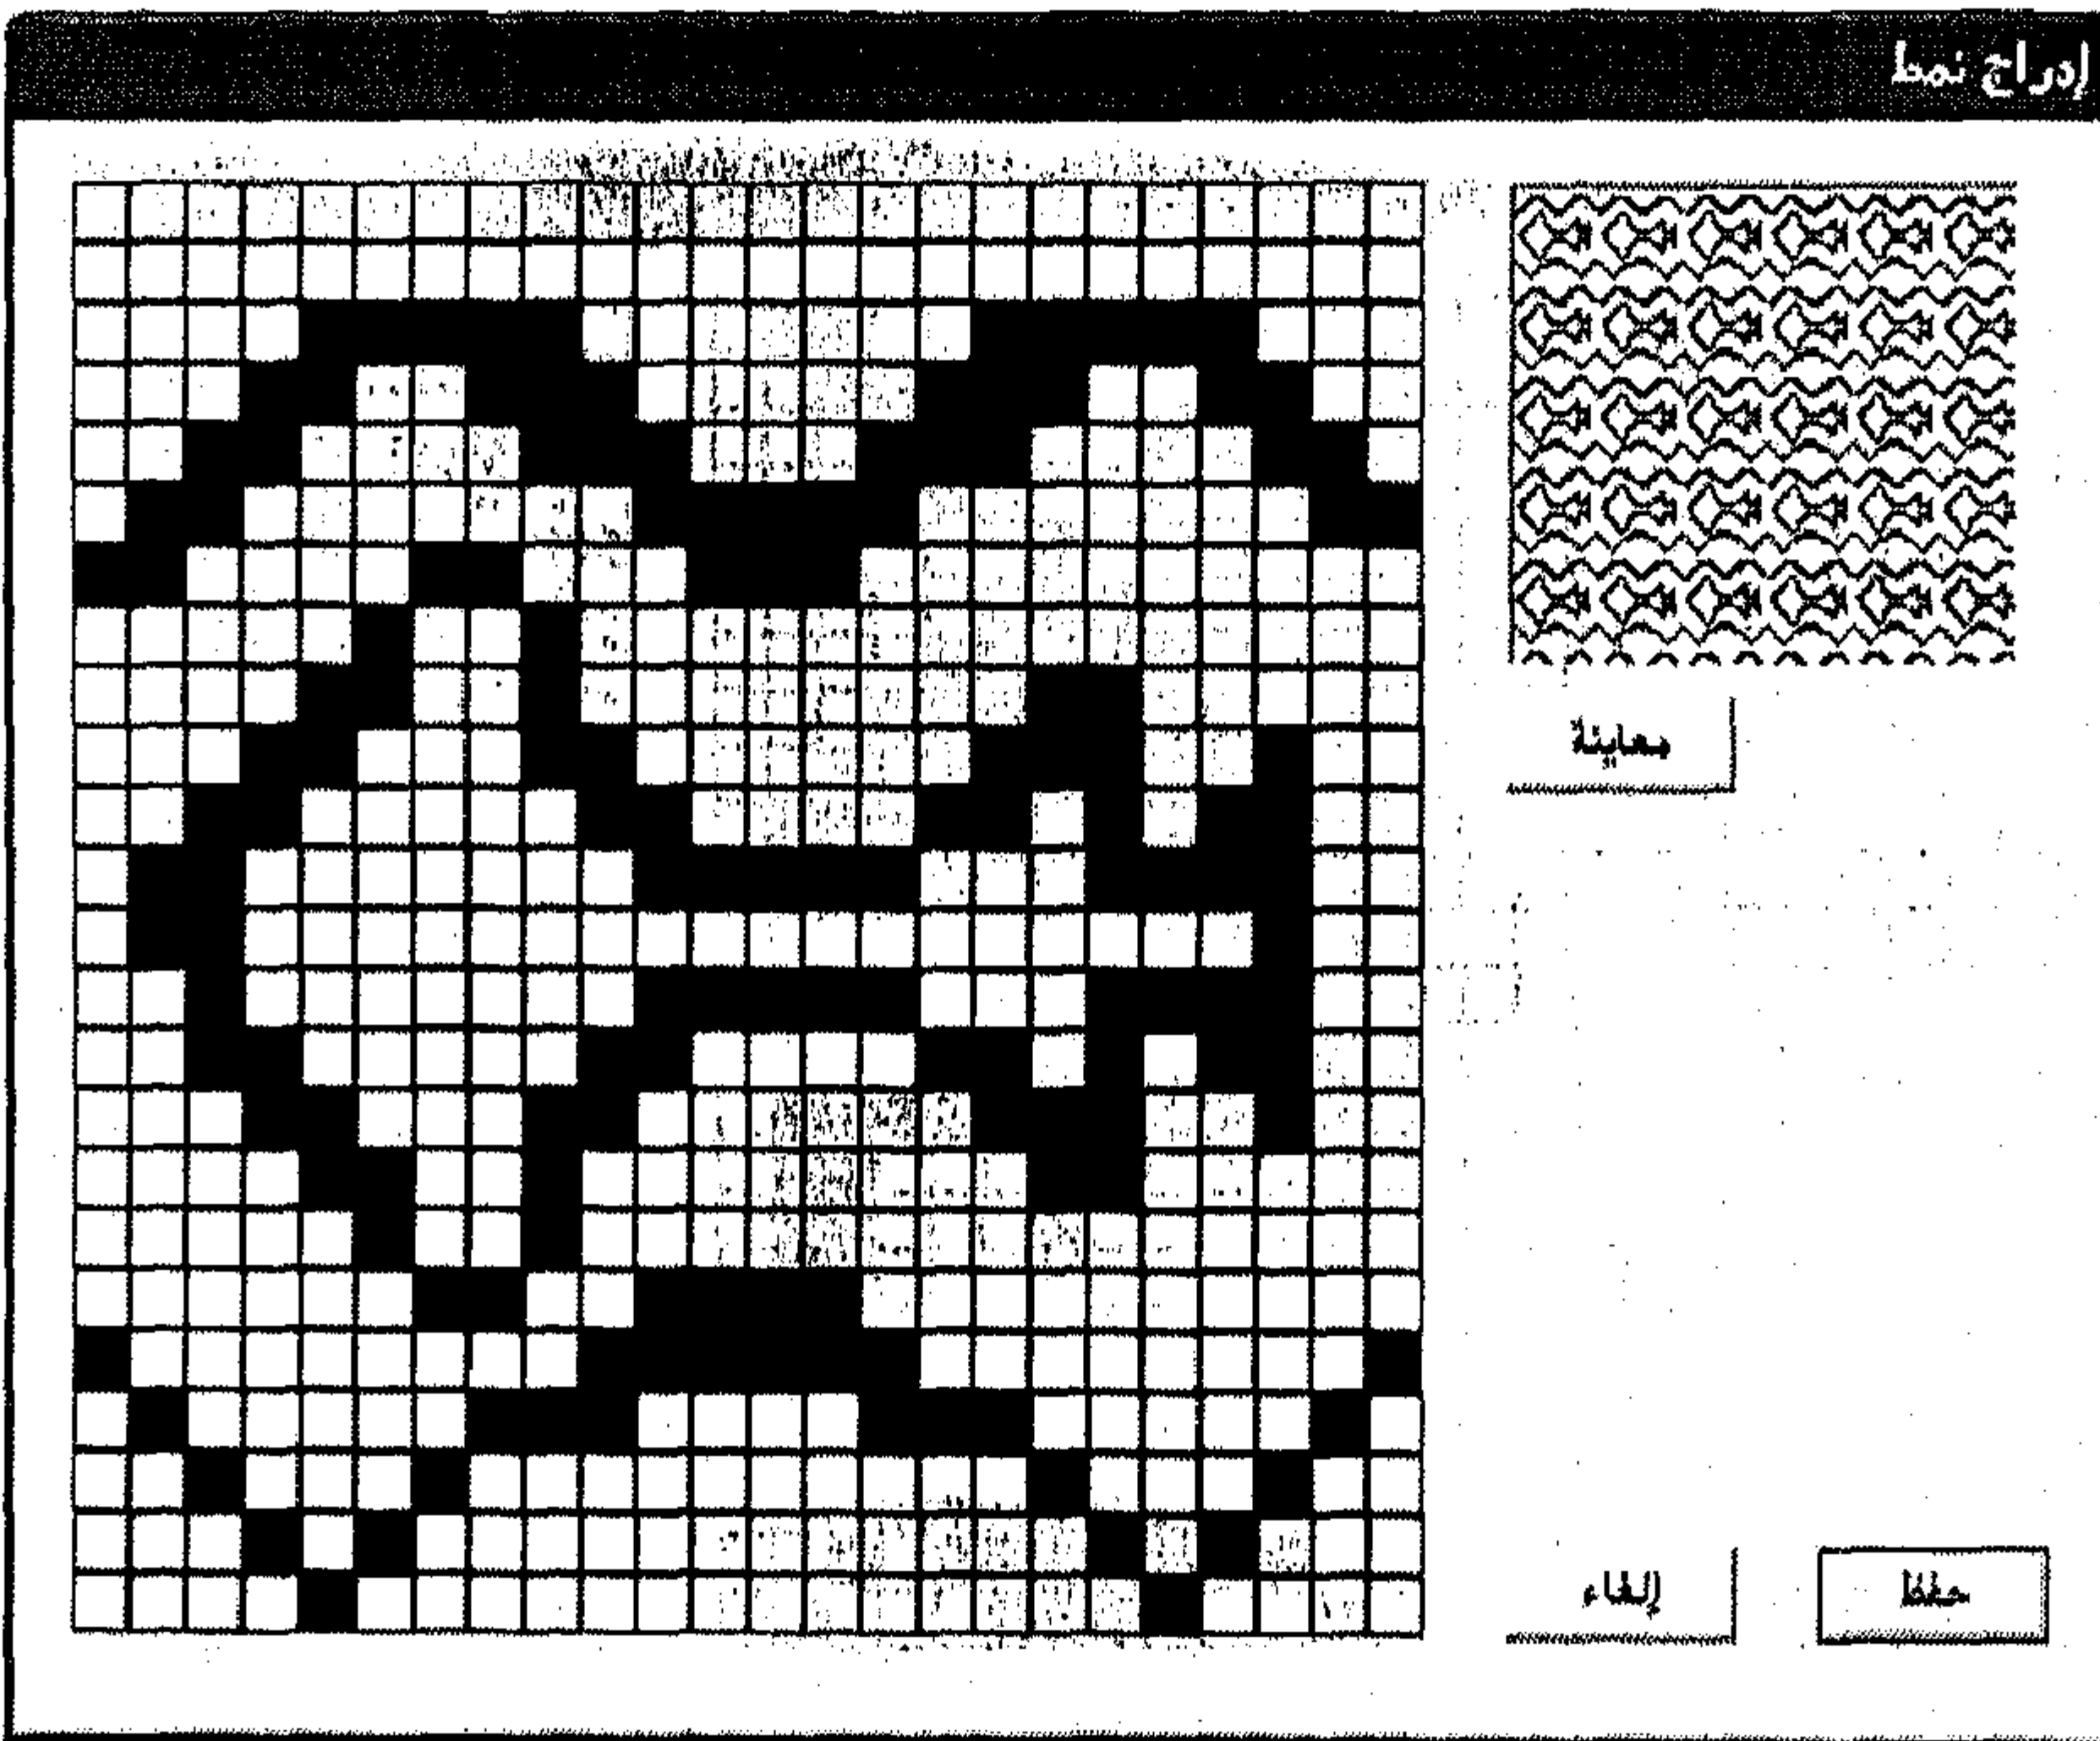 إدراج نمط
معاينة
حفظ
إلغاء